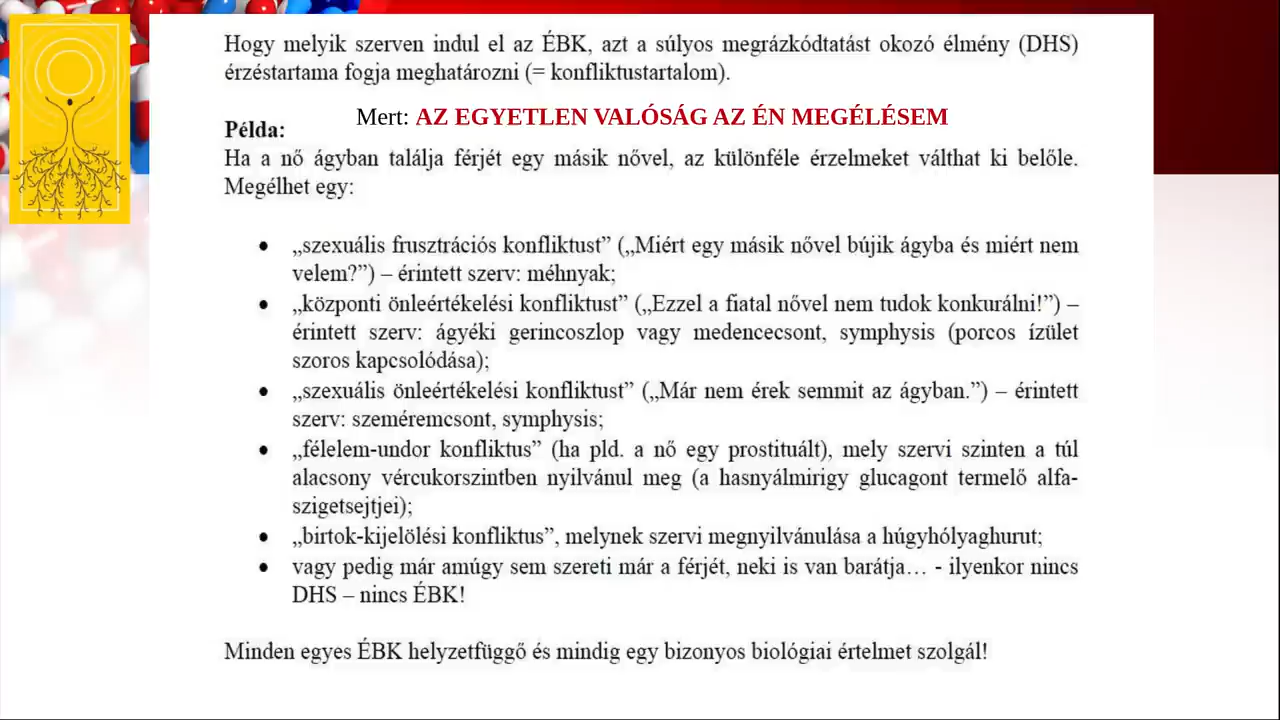 Hogy melyik szerven indul el az ÉBK, azt a súlyos megrázkódtatást okozó élmény (DHS)
érzéstartama fogja meghatározni (= konfliktustartalom).
Mert: AZ EGYETLEN VALÓSÁG AZ ÉN MEGÉLÉSEM
Példa:
Ha a nő ágyban találja férjét egy másik nővel, az különféle érzelmeket válthat ki belőle.
Megélhet egy:
• „szexuális frusztrációs konfliktust” („Miért egy másik nővel bújik ágyba és miért nem
velem?”) – érintett szerv: méhnyak;
• „központi önleértékelési konfliktust” („Ezzel a fiatal nővel nem tudok konkurálni!”) –
érintett szerv: ágyéki gerincoszlop vagy medencecsont, symphysis (porcos ízület
szoros kapcsolódása);
• „szexuális önleértékelési konfliktust” („Már nem érek semmit az ágyban.”) – érintett
szerv: szeméremcsont, symphysis;
• „félelem-undor konfliktus” (ha pld. a nő egy prostituált), mely szervi szinten a túl
alacsony vércukorszintben nyilvánul meg (a hasnyálmirigy glucagont termelő alfa-
szigetsejtjei);
• „birtok-kijelölési konfliktus”, melynek szervi megnyilvánulása a húgyhólyaghurut;
• vagy pedig már amúgy sem szereti már a férjét, neki is van barátja… - ilyenkor nincs
DHS – nincs ÉBK!
Minden egyes ÉBK helyzetfüggő és mindig egy bizonyos biológiai értelmet szolgál!